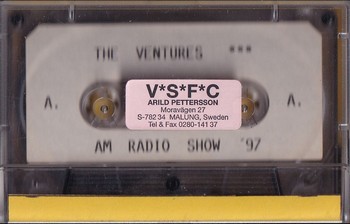 THE VENTURES ***
A. A.
V*S*F*C
ARILD PETTERSSON
Moravägen 27
S-782 34 MALUNG, Sweden
Tel & Fax 0280-141 37
AM RADIO SHOW '97